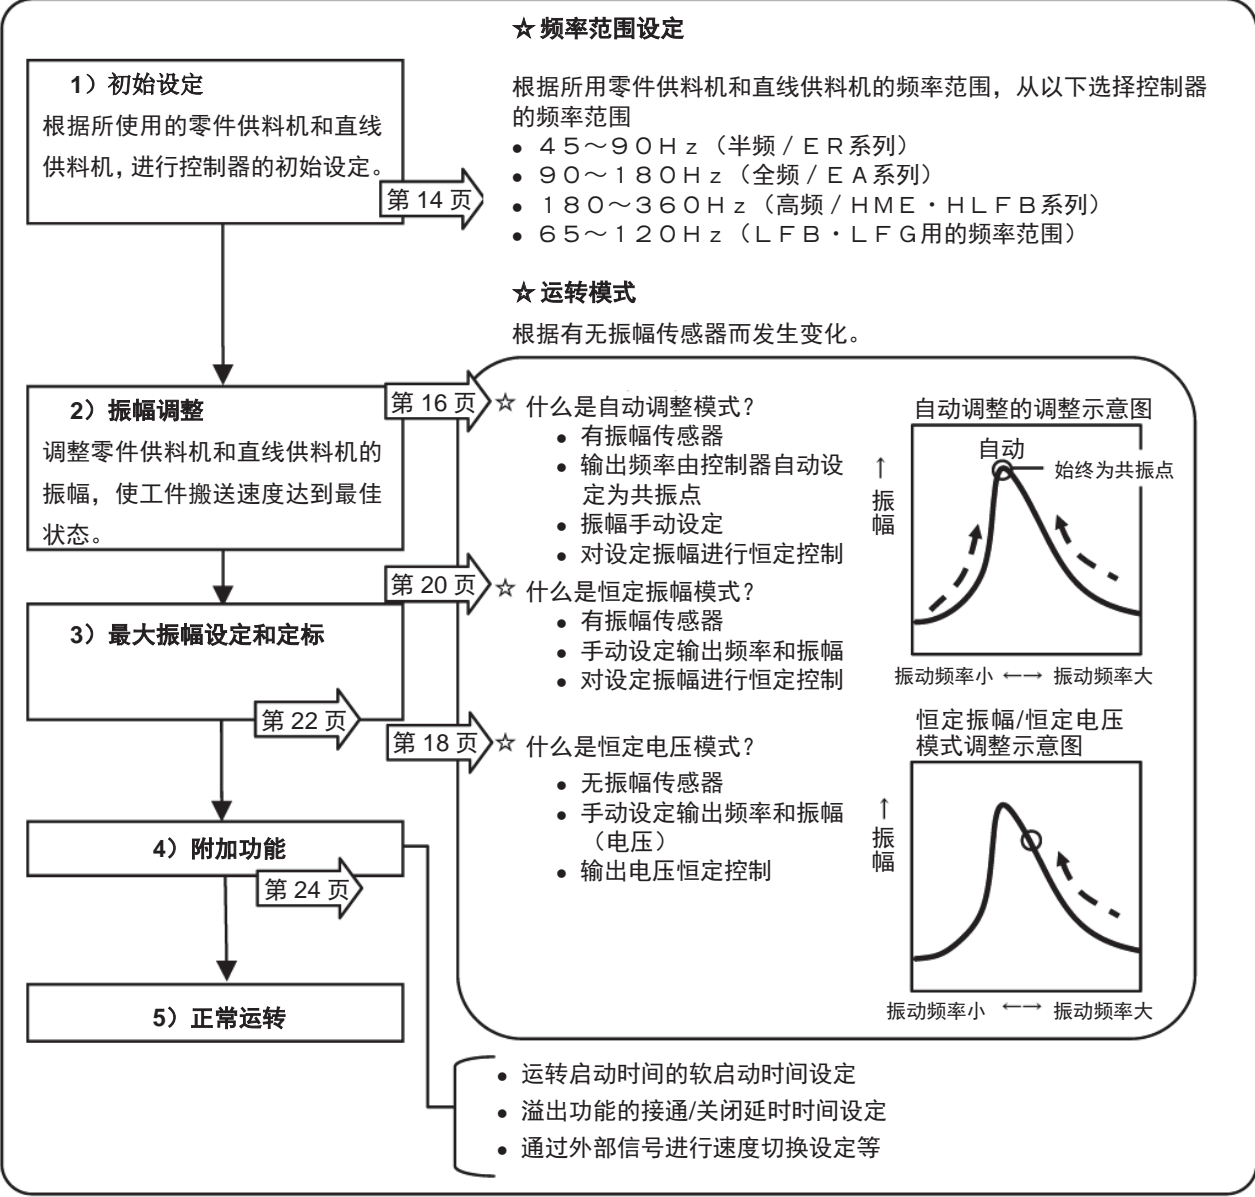 ☆ 频率范围设定
1）初始设定
根据所使用的零件供料机和直线
供料机，进行控制器的初始设定。
第 14 页
根据所用零件供料机和直线供料机的频率范围，从以下选择控制器
的频率范围
● ４５～９０Ｈｚ（半频 / ＥＲ系列）
● ９０～１８０Ｈｚ（全频 / ＥＡ系列）
● １８０～３６０Ｈｚ（高频 / ＨＭＥ・ＨＬＦＢ系列）
● ６５～１２０Ｈｚ（ＬＦＢ・ＬＦＧ用的频率范围）
☆ 运转模式
根据有无振幅传感器而发生变化。
2）振幅调整
调整零件供料机和直线供料机的
振幅，使工件搬送速度达到最佳
状态。
第 16 页
☆ 什么是自动调整模式？
● 有振幅传感器
● 输出频率由控制器自动设
定为共振点
● 振幅手动设定
● 对设定振幅进行恒定控制
自动调整的调整示意图
自动
始终为共振点
↑
振
幅
振动频率小 ←→ 振动频率大
第 20 页
☆ 什么是恒定振幅模式？
● 有振幅传感器
● 手动设定输出频率和振幅
● 对设定振幅进行恒定控制
3）最大振幅设定和定标
第 22 页
第 18 页
☆ 什么是恒定电压模式？
● 无振幅传感器
● 手动设定输出频率和振幅
（电压）
● 输出电压恒定控制
恒定振幅/恒定电压
模式调整示意图
↑
振
幅
振动频率小 ←→ 振动频率大
4）附加功能
第 24 页
5）正常运转
● 运转启动时间的软启动时间设定
● 溢出功能的接通/关闭延时时间设定
● 通过外部信号进行速度切换设定等